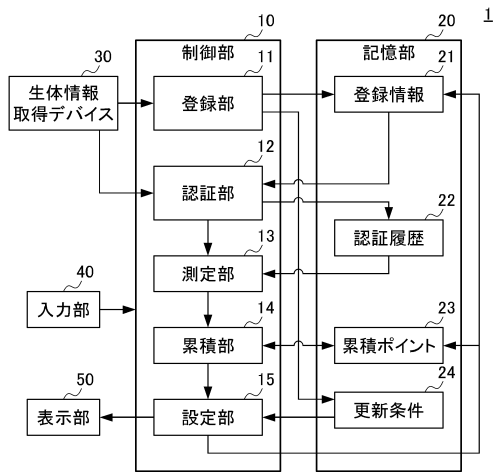 1
10
制御部
20
記憶部
30
生体情報
取得デバイス
11
登録部
21
登録情報
12
認証部
22
認証履歴
13
測定部
40
入力部
14
累積部
23
累積ポイント
50
表示部
15
設定部
24
更新条件